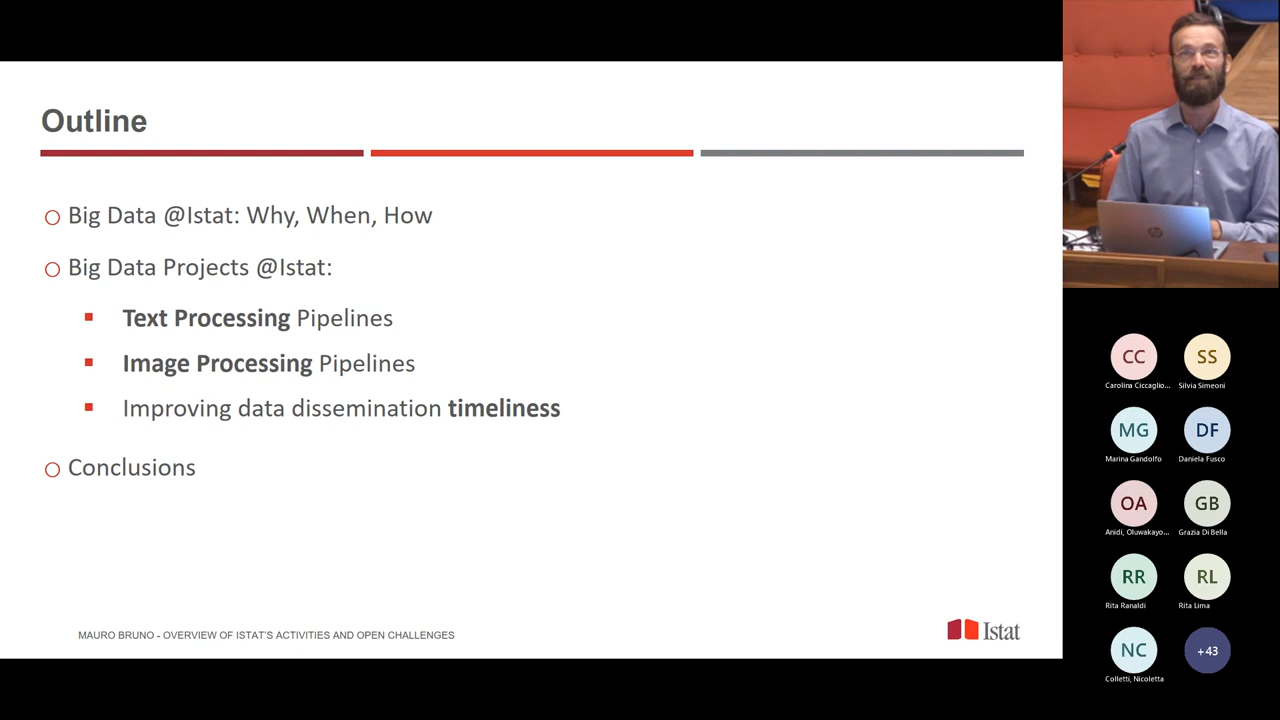 Outline
Big Data @Istat: Why, When, How
Big Data Projects @Istat:
Text Processing Pipelines
Image Processing Pipelines
Improving data dissemination timeliness
Conclusions
MAURO BRUNO - OVERVIEW OF ISTAT'S ACTIVITIES AND OPEN CHALLENGES
Istat
hp
CC
SS
Carolina Ciccaglio...
Silvia Simeoni
MG
DF
Marina Gandolfo
Daniela Fusco
OA
GB
Anidi, Oluwakayo...
Grazia Di Bella
RR
RL
Rita Ranaldi
Rita Lima
NC
+43
Colletti, Nicoletta